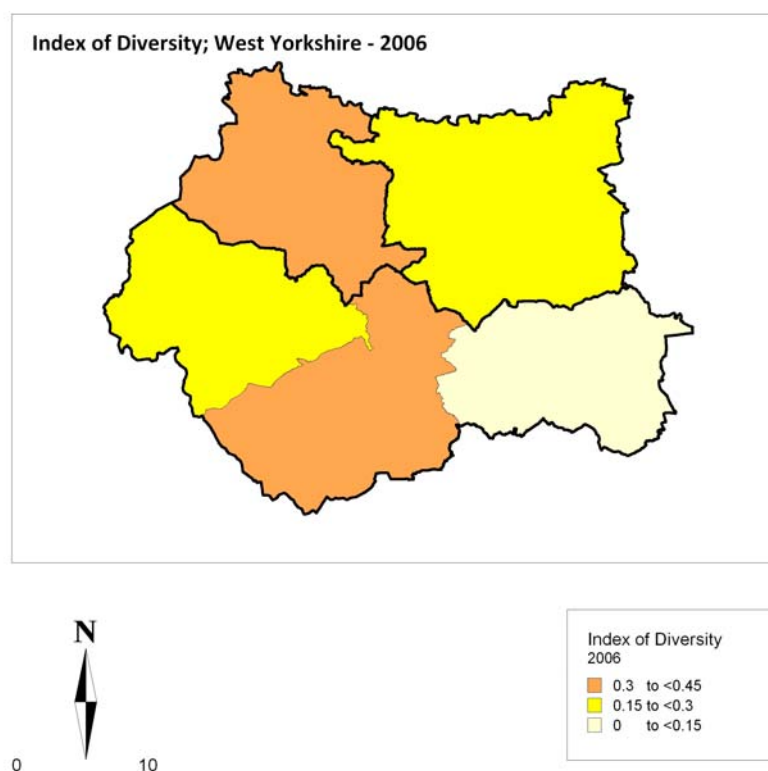 Index of Diversity; West Yorkshire - 2006
N
0 10
Index of Diversity
2006
0.3 to <0.45
0.15 to <0.3
0 to <0.15